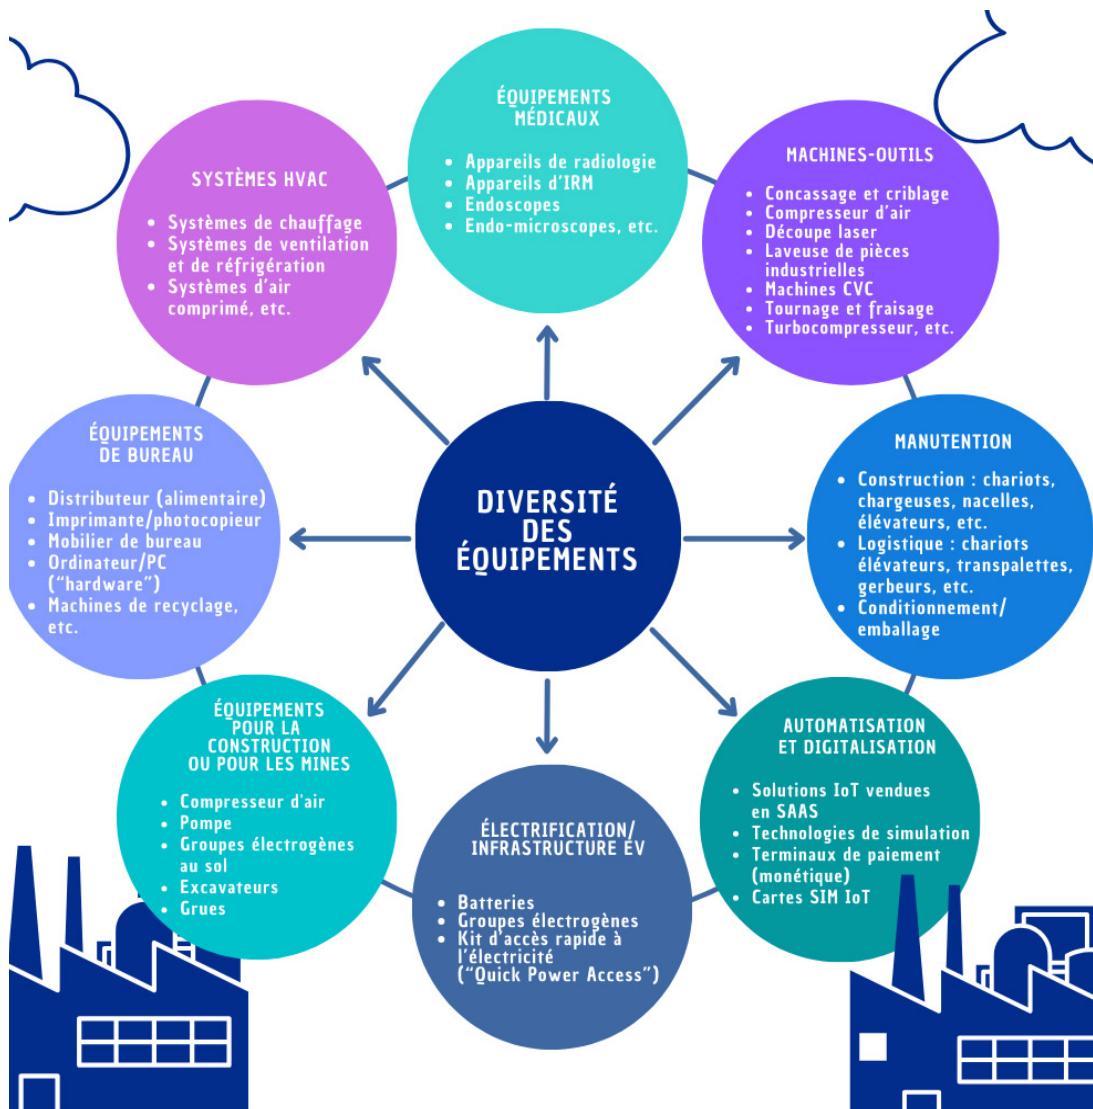 DIVERSITÉ
DES
ÉQUIPEMENTS
ÉQUIPEMENTS
MÉDICAUX
• Appareils de radiologie
• Appareils d'IRM
• Endoscopes
• Endo-microscopes, etc.
MACHINES-OUTILS
• Concassage et criblage
• Compresseur d'air
• Découpe laser
• Laveuse de pièces
industrielles
• Machines CVC
• Tournage et fraisage
• Turbocompresseur, etc.
MANUTENTION
• Construction : chariots,
chargeuses, nacelles,
élévateurs, etc.
• Logistique : chariots
élévateurs, transpalettes,
gerbeurs, etc.
• Conditionnement/
emballage
AUTOMATISATION
ET DIGITALISATION
• Solutions IoT vendues
en SAAS
• Technologies de simulation
• Terminaux de paiement
(monétique)
• Cartes SIM IoT
ÉLECTRIFICATION/
INFRASTRUCTURE ÉV
• Batteries
• Groupes électrogènes
• Kit d'accès rapide à
l'électricité
(“Quick Power Access”)
ÉQUIPEMENTS
POUR LA
CONSTRUCTION
OU POUR LES MINES
• Compresseur d'air
• Pompe
• Groupes électrogènes
au sol
• Excavateurs
• Grues
ÉQUIPEMENTS
DE BUREAU
• Distributeur (alimentaire)
• Imprimante/photocopieur
• Mobilier de bureau
• Ordinateur/PC
(“hardware”)
• Machines de recyclage,
etc.
SYSTÈMES HVAC
• Systèmes de chauffage
• Systèmes de ventilation
et de réfrigération
• Systèmes d'air
comprimé, etc.